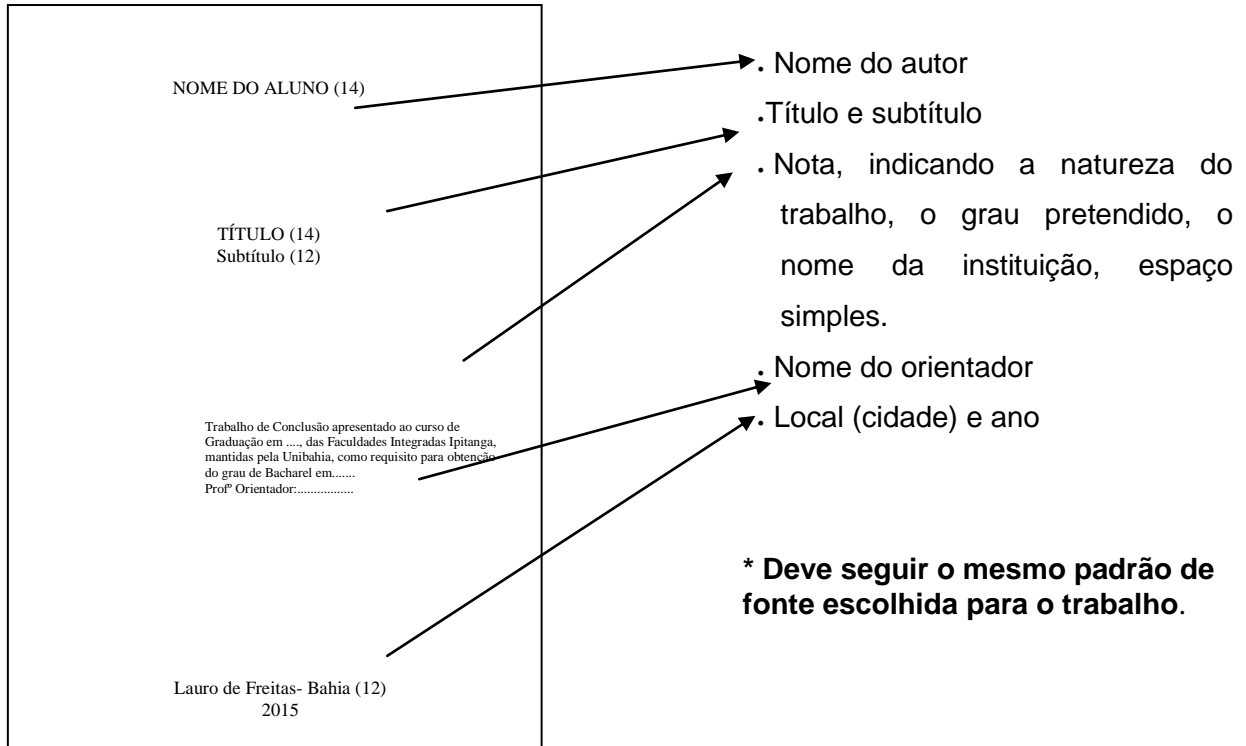 NOME DO ALUNO (14)
TÍTULO (14)
Subtítulo (12)
Trabalho de Conclusão apresentado ao curso de
Graduação em ...., das Faculdades Integradas Ipitanga,
mantidas pela Unibahia, como requisito para obtenção
do grau de Bacharel em.......
Profº Orientador:.................
Lauro de Freitas- Bahia (12)
2015
. Nome do autor
.Título e subtítulo
. Nota, indicando a natureza do
trabalho, o grau pretendido, o
nome da instituição, espaço
simples.
. Nome do orientador
. Local (cidade) e ano
* Deve seguir o mesmo padrão de
fonte escolhida para o trabalho.